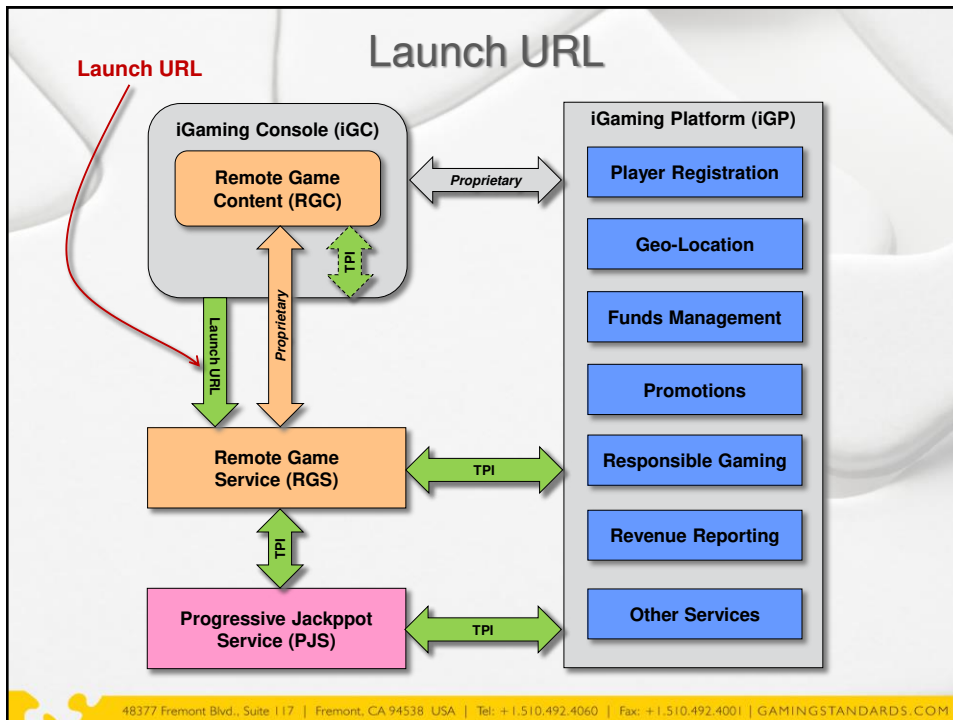 Launch URL
Launch URL
iGaming Console (iGC)
Remote Game
Content (RGC)
TPI
Proprietary
iGaming Platform (iGP)
Player Registration
Geo-Location
Funds Management
Promotions
Responsible Gaming
Revenue Reporting
Other Services
Launch URL
Proprietary
Remote Game
Service (RGS)
TPI
TPI
Progressive Jackppot
Service (PJS)
TPI
48377 Fremont Blvd., Suite 117 | Fremont, CA 94538 USA | Tel: +1.510.492.4060 | Fax: +1.510.492.4001 | GAMINGSTANDARDS.COM